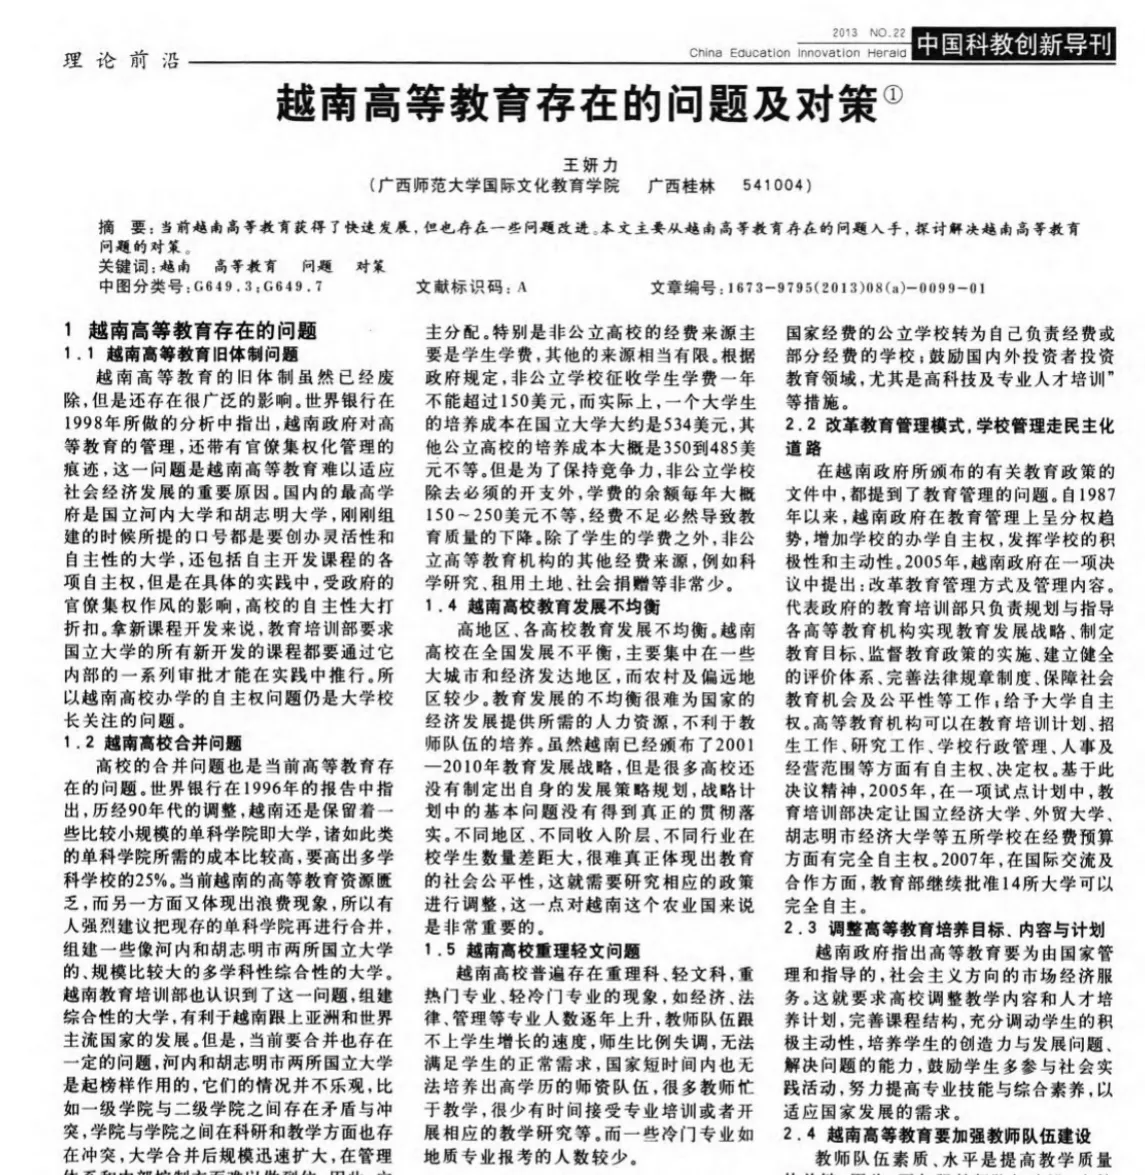 2013 NO.22
China Education Innovation Herald
中国科教创新导刊
理论前沿
越南高等教育存在的问题及对策①
王妍力
(广西师范大学国际文化教育学院 广西桂林 541004)
摘 要:当前越南高等教育获得了快速发展,但也存在一些问题改进。本文主要从越南高等教育存在的问题入手,探讨解决越南高等教育
问题的对策。
关键词:越南 高等教育 问题 对策
中图分类号:G649.3;G649.7 文献标识码:A 文章编号:1673-9795(2013)08(a)-0099-01
1 越南高等教育存在的问题
1.1 越南高等教育旧体制问题
越南高等教育的旧体制虽然已经废
除,但是还存在很广泛的影响。世界银行在
1998年所做的分析中指出,越南政府对高
等教育的管理,还带有官僚集权化管理的
痕迹,这一问题是越南高等教育难以适应
社会经济发展的重要原因。国内的最高学
府是国立河内大学和胡志明大学,刚刚组
建的时候所提的口号都是要创办灵活性和
自主性的大学,还包括自主开发课程的各
项自主权,但是在具体的实践中,受政府的
官僚集权作风的影响,高校的自主性大打
折扣。拿新课程开发来说,教育培训部要求
国立大学的所有新开发的课程都要通过它
内部的一系列审批才能在实践中推行。所
以越南高校办学的自主权问题仍是大学校
长关注的问题。
1.2 越南高校合并问题
高校的合并问题也是当前高等教育存
在的问题。世界银行在1996年的报告中指
出,历经90年代的调整,越南还是保留着一
些比较小规模的单科学院即大学,诸如此类
的单科学院所需的成本比较高,要高出多学
科学校的25%。当前越南的高等教育资源匮
乏,而另一方面又体现出浪费现象,所以有
人强烈建议把现存的单科学院再进行合并,
组建一些像河内和胡志明市两所国立大学
的、规模比较大的多学科性综合性的大学。
越南教育培训部也认识到了这一问题,组建
综合性的大学,有利于越南跟上亚洲和世界
主流国家的发展。但是,当前要合并也存在
一定的问题,河内和胡志明市两所国立大学
是起榜样作用的,它们的情况并不乐观,比
如一级学院与二级学院之间存在矛盾与冲
突,学院与学院之间在科研和教学方面也存
在冲突,大学合并后规模迅速扩大,在管理
主分配。特别是非公立高校的经费来源主
要是学生学费,其他的来源相当有限。根据
政府规定,非公立学校征收学生学费一年
不能超过150美元,而实际上,一个大学生
的培养成本在国立大学大约是534美元,其
他公立高校的培养成本大概是350到485美
元不等。但是为了保持竞争力,非公立学校
除去必须的开支外,学费的余额每年大概
150～250美元不等,经费不足必然导致教
育质量的下降。除了学生的学费之外,非公
立高等教育机构的其他经费来源,例如科
学研究、租用土地、社会捐赠等非常少。
1.4 越南高校教育发展不均衡
高地区、各高校教育发展不均衡。越南
高校在全国发展不平衡,主要集中在一些
大城市和经济发达地区,而农村及偏远地
区较少。教育发展的不均衡很难为国家的
经济发展提供所需的人力资源,不利于教
师队伍的培养。虽然越南已经颁布了2001
—2010年教育发展战略,但是很多高校还
没有制定出自身的发展策略规划,战略计
划中的基本问题没有得到真正的贯彻落
实。不同地区、不同收入阶层、不同行业在
校学生数量差距大,很难真正体现出教育
的社会公平性,这就需要研究相应的政策
进行调整,这一点对越南这个农业国来说
是非常重要的。
1.5 越南高校重理轻文问题
越南高校普遍存在重理科、轻文科,重
热门专业、轻冷门专业的现象,如经济、法
律、管理等专业人数逐年上升,教师队伍跟
不上学生增长的速度,师生比例失调,无法
满足学生的正常需求,国家短时间内也无
法培养出高学历的师资队伍,很多教师忙
于教学,很少有时间接受专业培训或者开
展相应的教学研究等。而一些冷门专业如
地质专业报考的人数较少。
国家经费的公立学校转为自己负责经费或
部分经费的学校;鼓励国内外投资者投资
教育领域,尤其是高科技及专业人才培训”
等措施。
2.2 改革教育管理模式,学校管理走民主化
道路
在越南政府所颁布的有关教育政策的
文件中,都提到了教育管理的问题。自1987
年以来,越南政府在教育管理上呈分权趋
势,增加学校的办学自主权,发挥学校的积
极性和主动性。2005年,越南政府在一项决
议中提出:改革教育管理方式及管理内容。
代表政府的教育培训部只负责规划与指导
各高等教育机构实现教育发展战略、制定
教育目标、监督教育政策的实施、建立健全
的评价体系、完善法律规章制度、保障社会
教育机会及公平性等工作;给予大学自主
权。高等教育机构可以在教育培训计划、招
生工作、研究工作、学校行政管理、人事及
经营范围等方面有自主权、决定权。基于此
决议精神,2005年,在一项试点计划中,教
育培训部决定让国立经济大学、外贸大学、
胡志明市经济大学等五所学校在经费预算
方面有完全自主权。2007年,在国际交流及
合作方面,教育部继续批准14所大学可以
完全自主。
2.3 调整高等教育培养目标、内容与计划
越南政府指出高等教育要为由国家管
理和指导的,社会主义方向的市场经济服
务。这就要求高校调整教学内容和人才培
养计划,完善课程结构,充分调动学生的积
极主动性,培养学生的创造力与发展问题、
解决问题的能力,鼓励学生多参与社会实
践活动,努力提高专业技能与综合素养,以
适应国家发展的需求。
2.4 越南高等教育要加强教师队伍建设
教师队伍素质、水平是提高教学质量